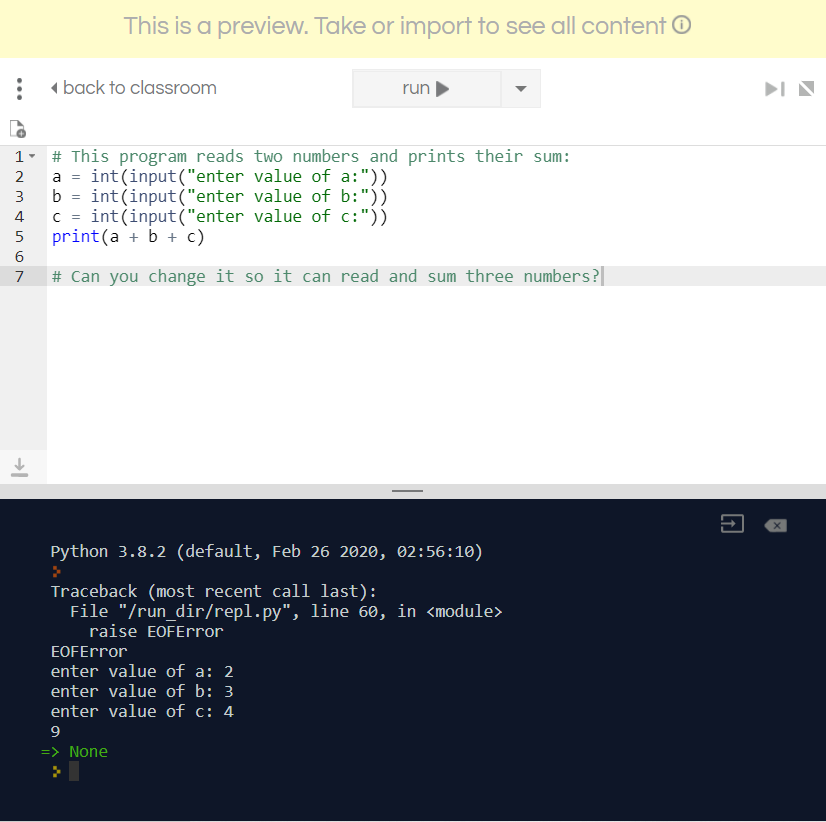 This is a preview. Take or import to see all content
back to classroom
run
1 # This program reads two numbers and prints their sum:
2 a = int(input("enter value of a:"))
3 b = int(input("enter value of b:"))
4 c = int(input("enter value of c:"))
5 print(a + b + c)
6
7 # Can you change it so it can read and sum three numbers?
Python 3.8.2 (default, Feb 26 2020, 02:56:10)
Traceback (most recent call last):
  File "/run_dir/repl.py", line 60, in <module>
    raise EOFError
EOFError
enter value of a: 2
enter value of b: 3
enter value of c: 4
9
=> None